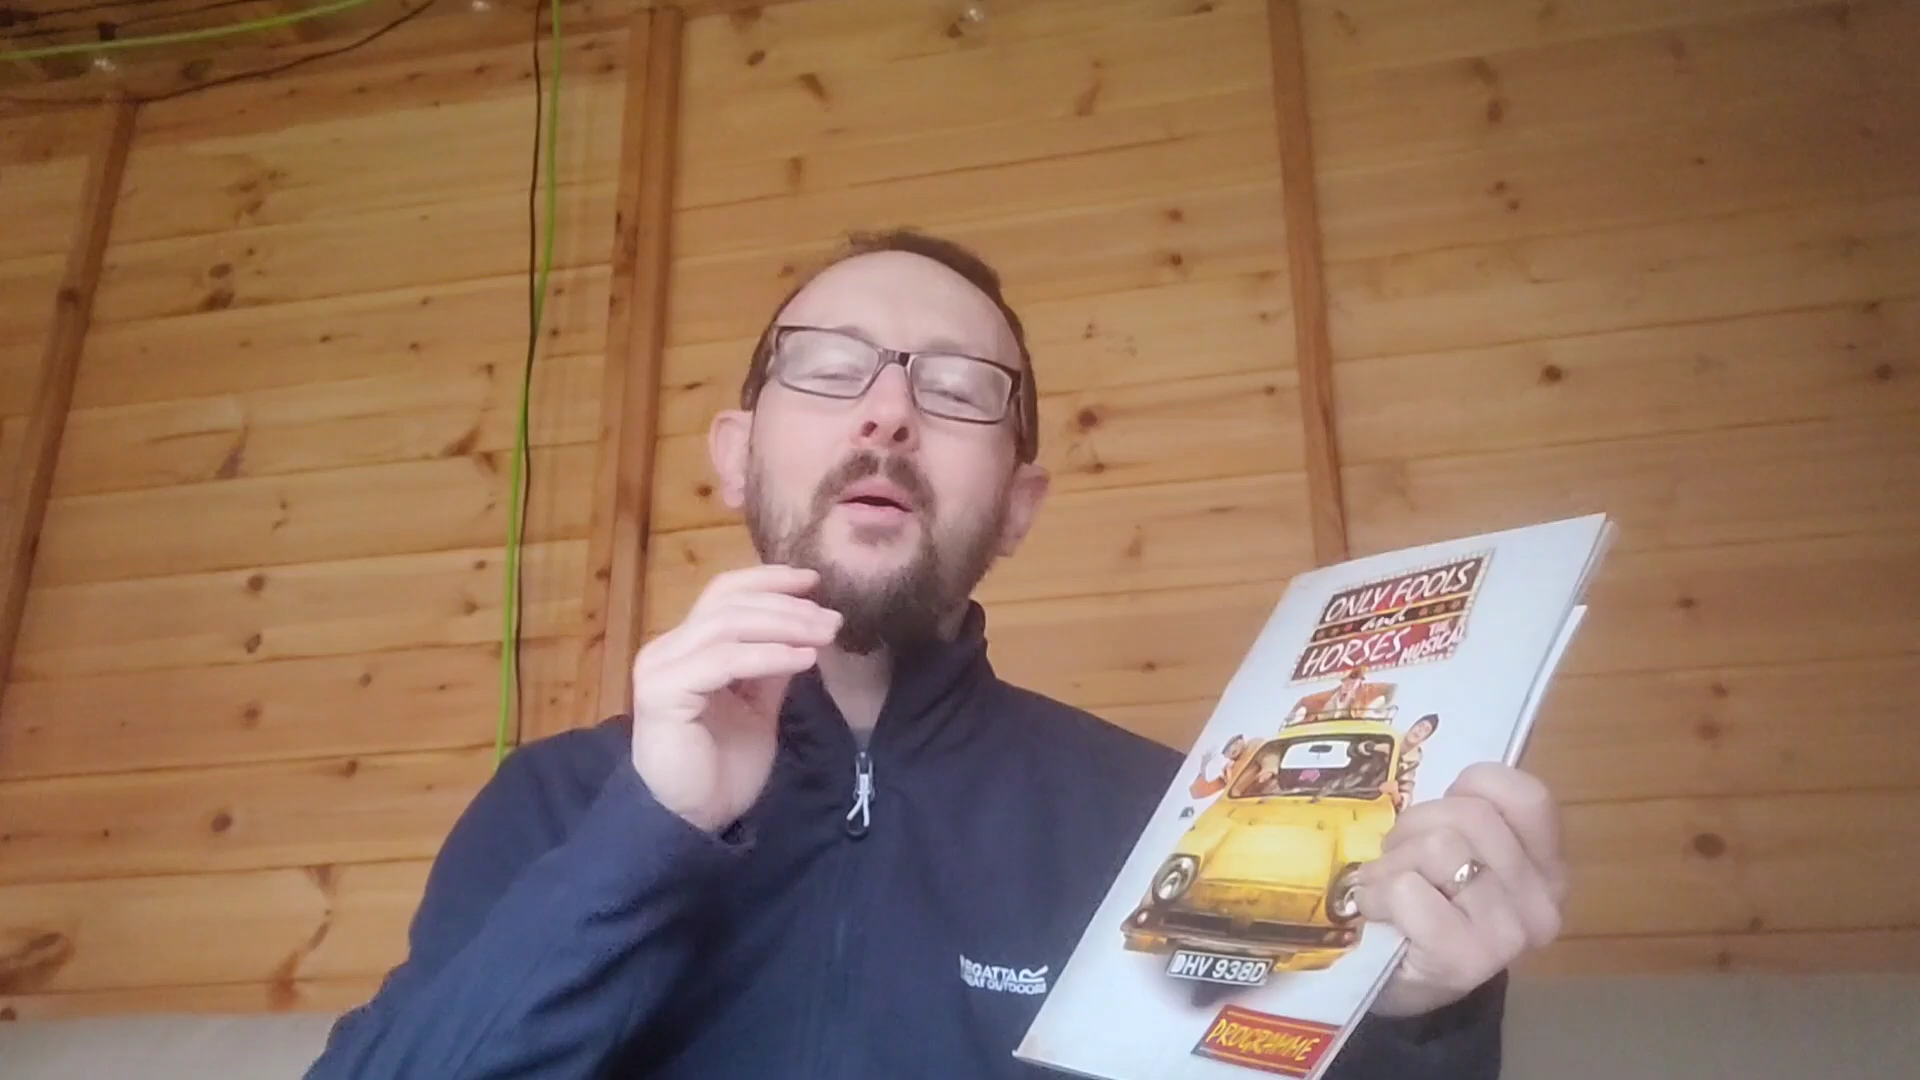 ONLY FOOLS
and
HORSES THE
MUSICAL
DHV 938D
PROGRAMME
REGATTA
GREAT OUTDOORS